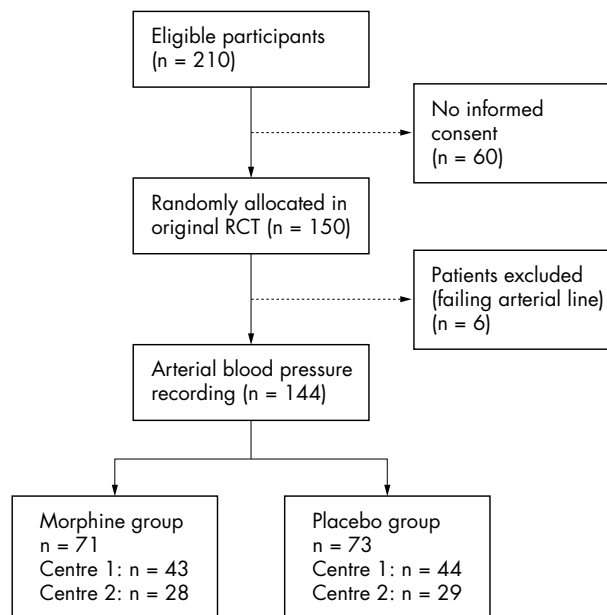 Eligible participants
(n = 210)
No informed
consent
(n = 60)
Randomly allocated in
original RCT (n = 150)
Patients excluded
(failing arterial line)
(n = 6)
Arterial blood pressure
recording (n = 144)
Morphine group
n = 71
Centre 1: n = 43
Centre 2: n = 28
Placebo group
n = 73
Centre 1: n = 44
Centre 2: n = 29